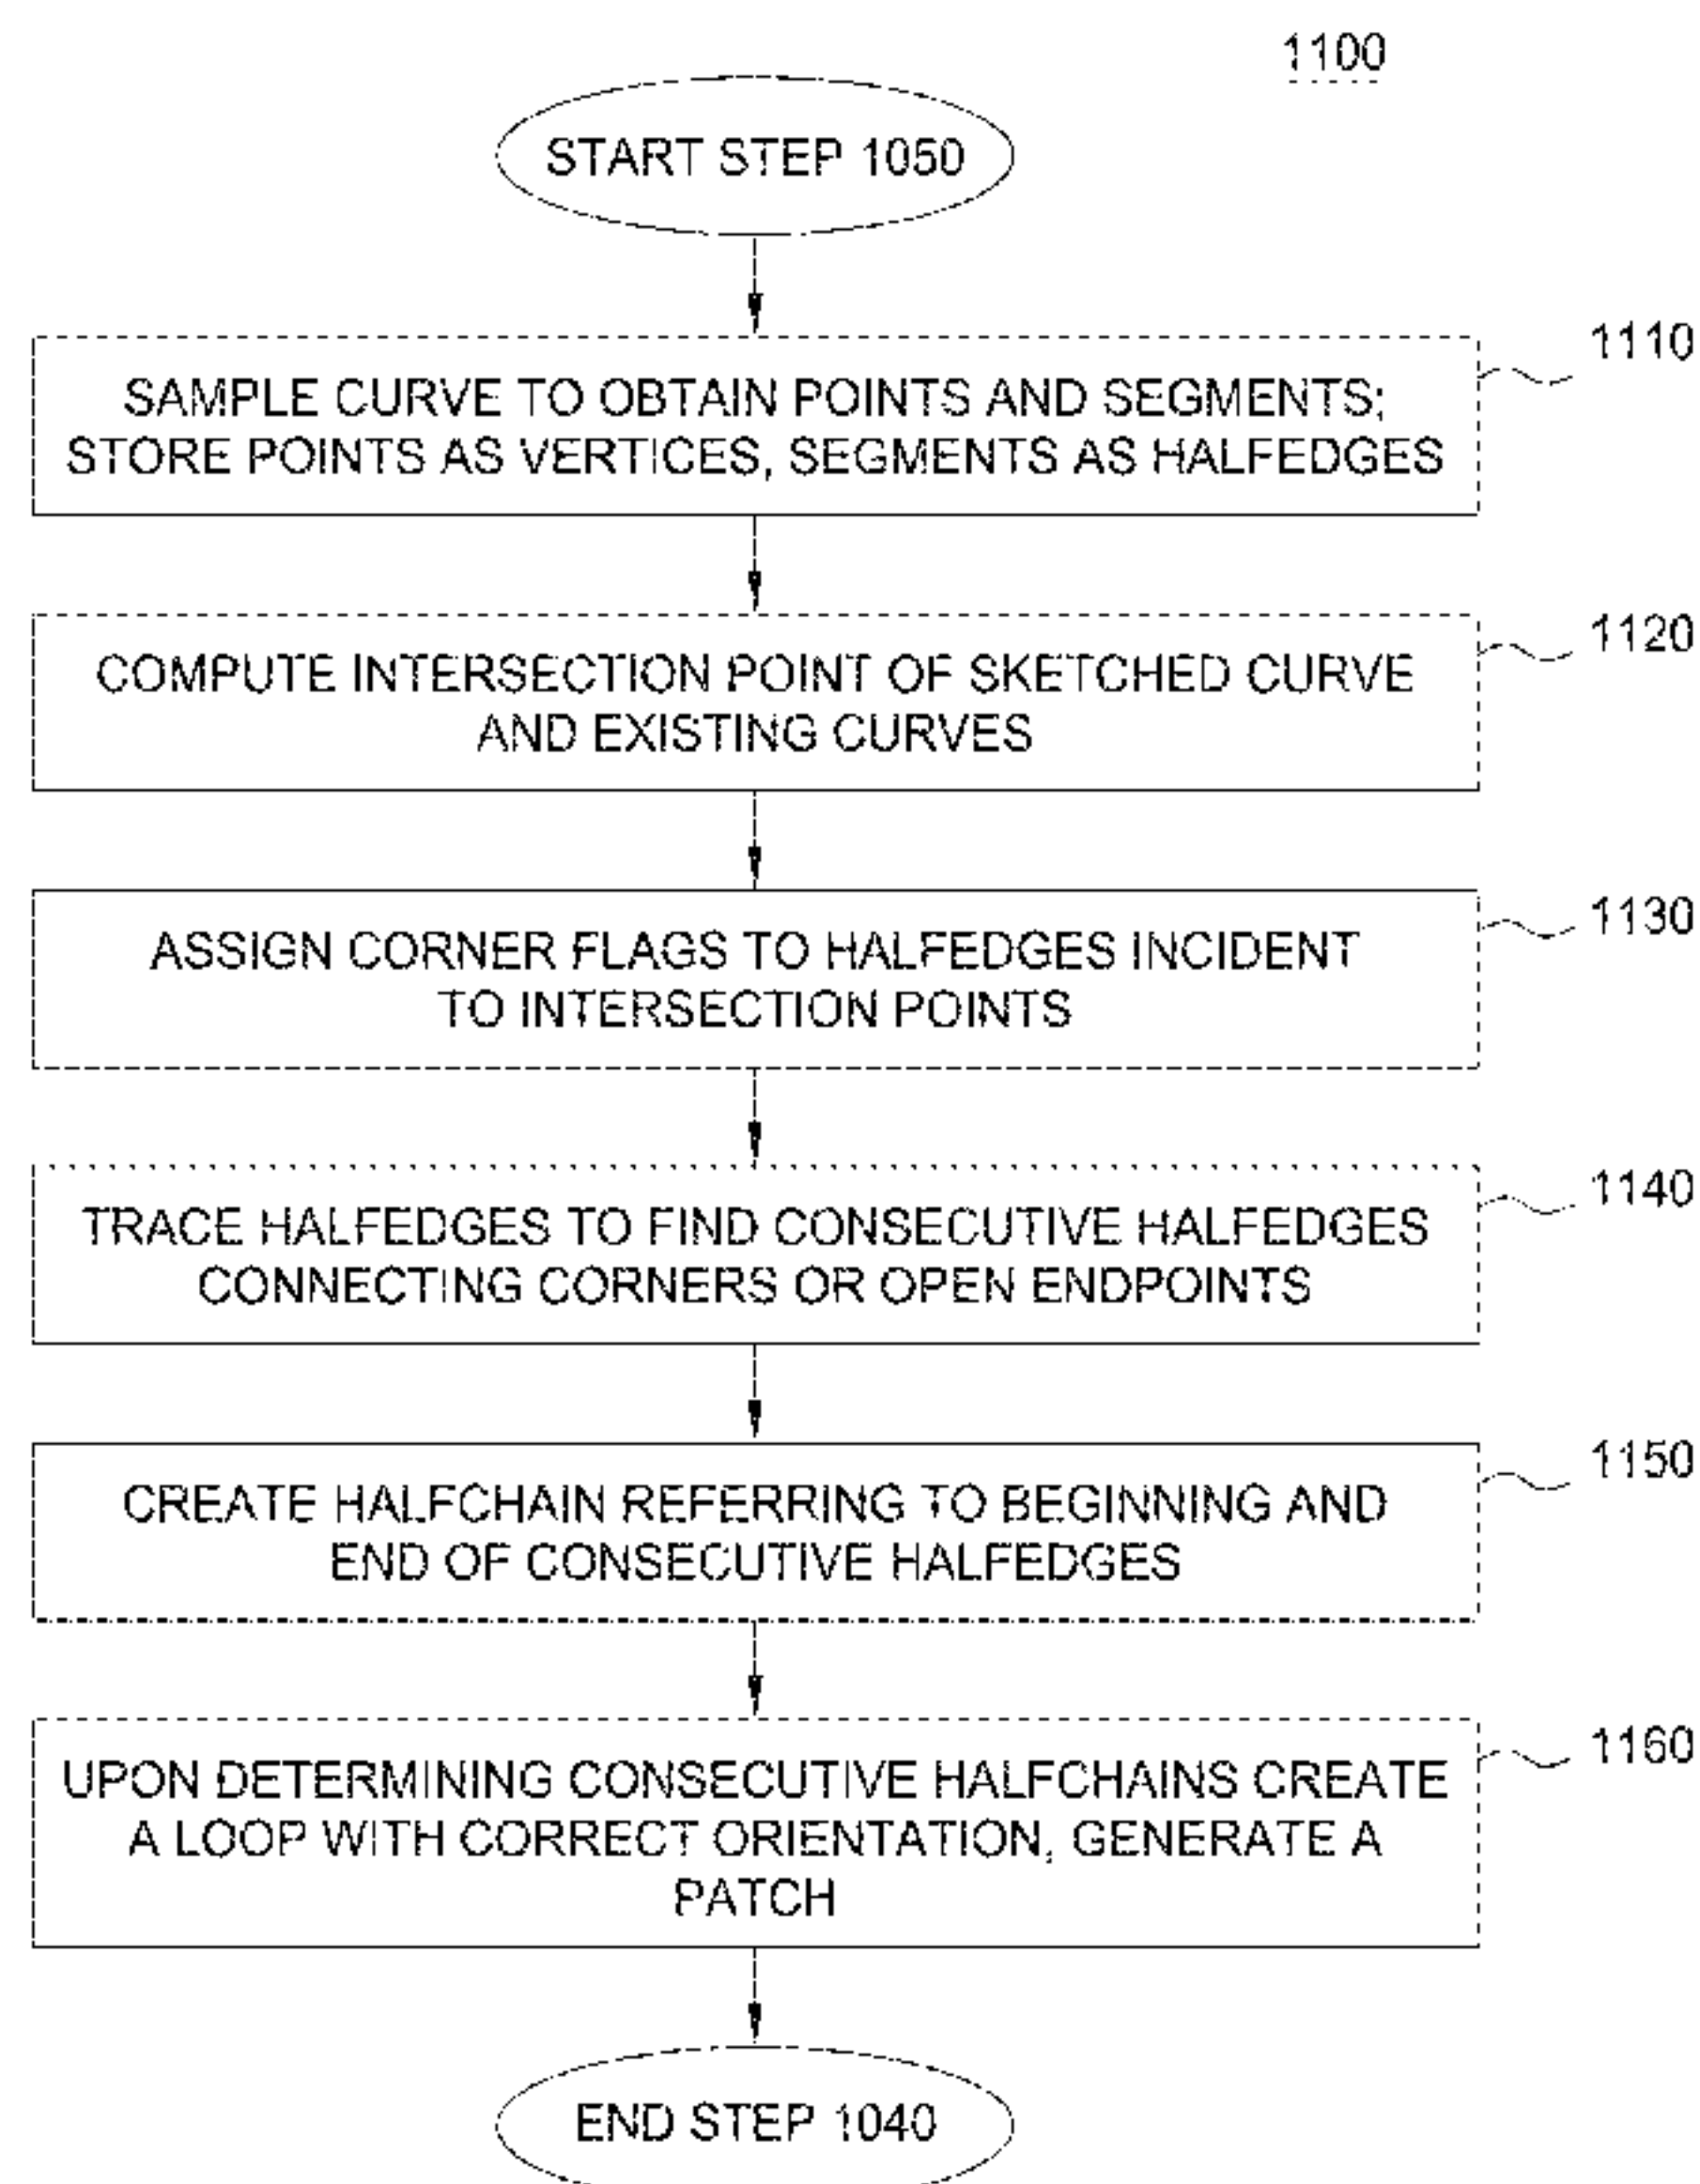 1100
START STEP 1050
1110
SAMPLE CURVE TO OBTAIN POINTS AND SEGMENTS;
STORE POINTS AS VERTICES, SEGMENTS AS HALFEDGES
1120
COMPUTE INTERSECTION POINT OF SKETCHED CURVE
AND EXISTING CURVES
1130
ASSIGN CORNER FLAGS TO HALFEDGES INCIDENT
TO INTERSECTION POINTS
1140
TRACE HALFEDGES TO FIND CONSECUTIVE HALFEDGES
CONNECTING CORNERS OR OPEN ENDPOINTS
1150
CREATE HALFCHAIN REFERRING TO BEGINNING AND
END OF CONSECUTIVE HALFEDGES
1160
UPON DETERMINING CONSECUTIVE HALFCHAINS CREATE
A LOOP WITH CORRECT ORIENTATION, GENERATE A
PATCH
END STEP 1040